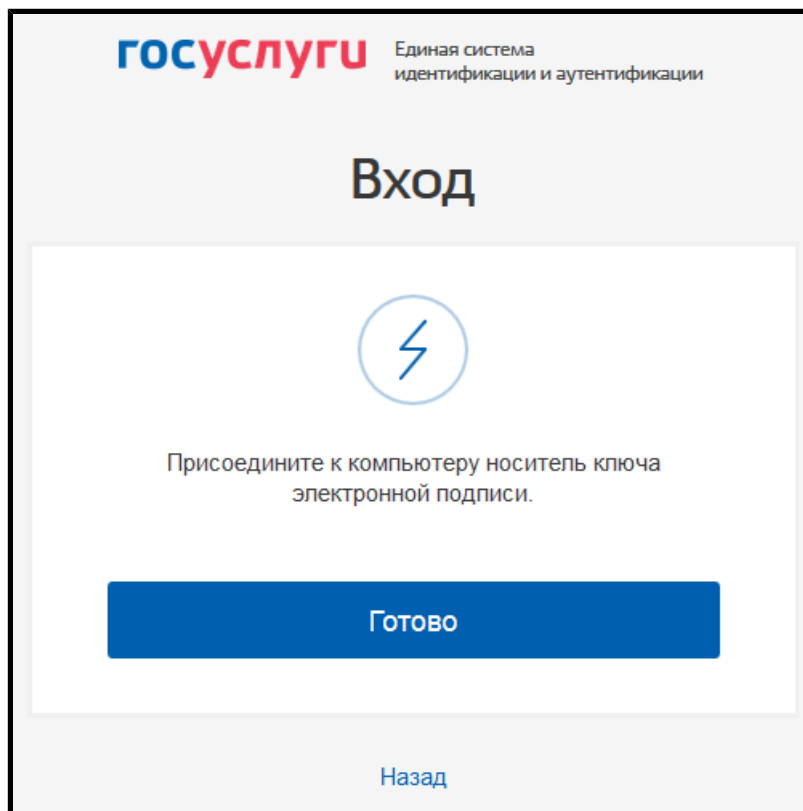 госуслуги
Единая система
идентификации и аутентификации
Вход
Присоедините к компьютеру носитель ключа
электронной подписи.
Готово
Назад